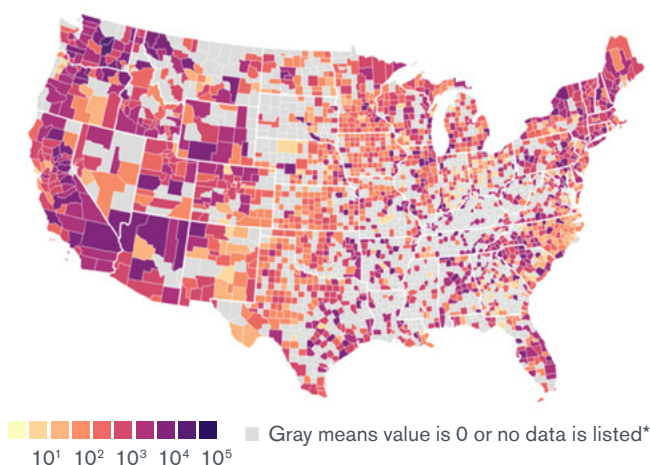 Gray means value is 0 or no data is listed*
10¹ 10² 10³ 10⁴ 10⁵